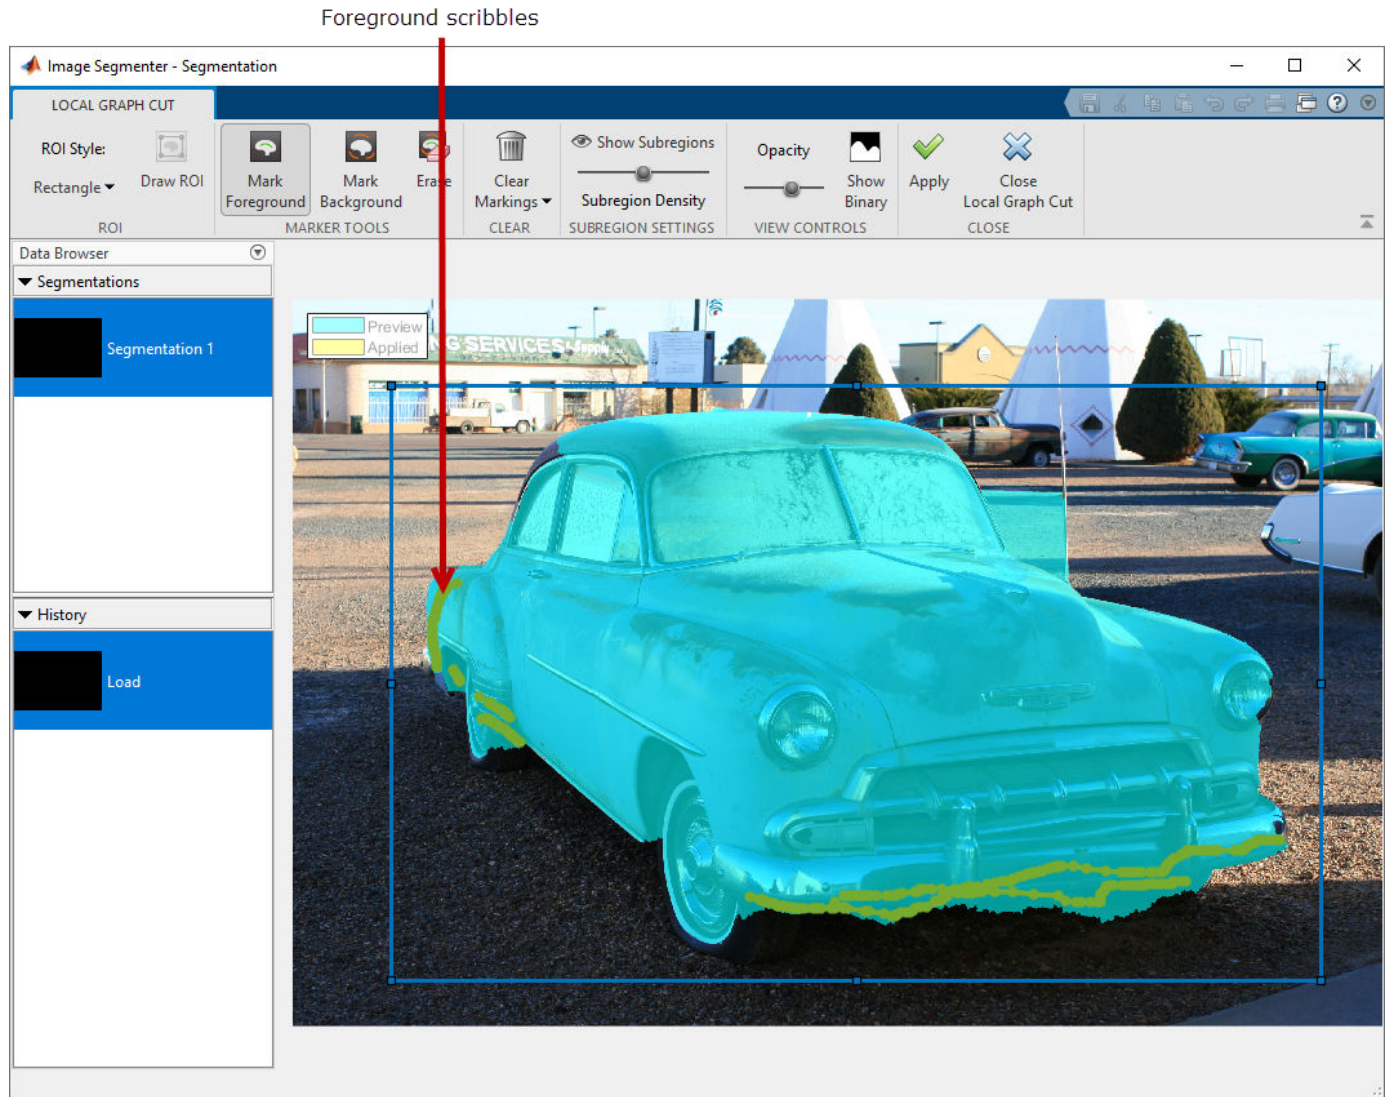 Foreground scribbles
Image Segmenter - Segmentation
LOCAL GRAPH CUT
ROI Style:
Rectangle
Draw ROI
Mark
Foreground
Mark
Background
Erase
Clear
Markings
Show Subregions
Subregion Density
Opacity
Show
Binary
Apply
Close
Local Graph Cut
ROI
MARKER TOOLS
CLEAR
SUBREGION SETTINGS
VIEW CONTROLS
CLOSE
Data Browser
Segmentations
Segmentation 1
History
Load
Preview
Applied
G SERVICES